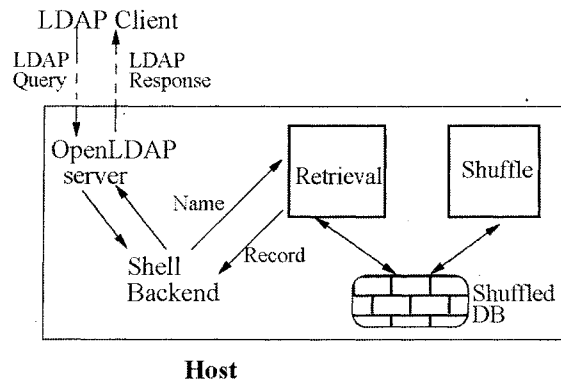 LDAP Client
LDAP
Query
LDAP
Response
OpenLDAP
server
Name
Retrieval
Shuffle
Record
Shell
Backend
Shuffled
DB
Host